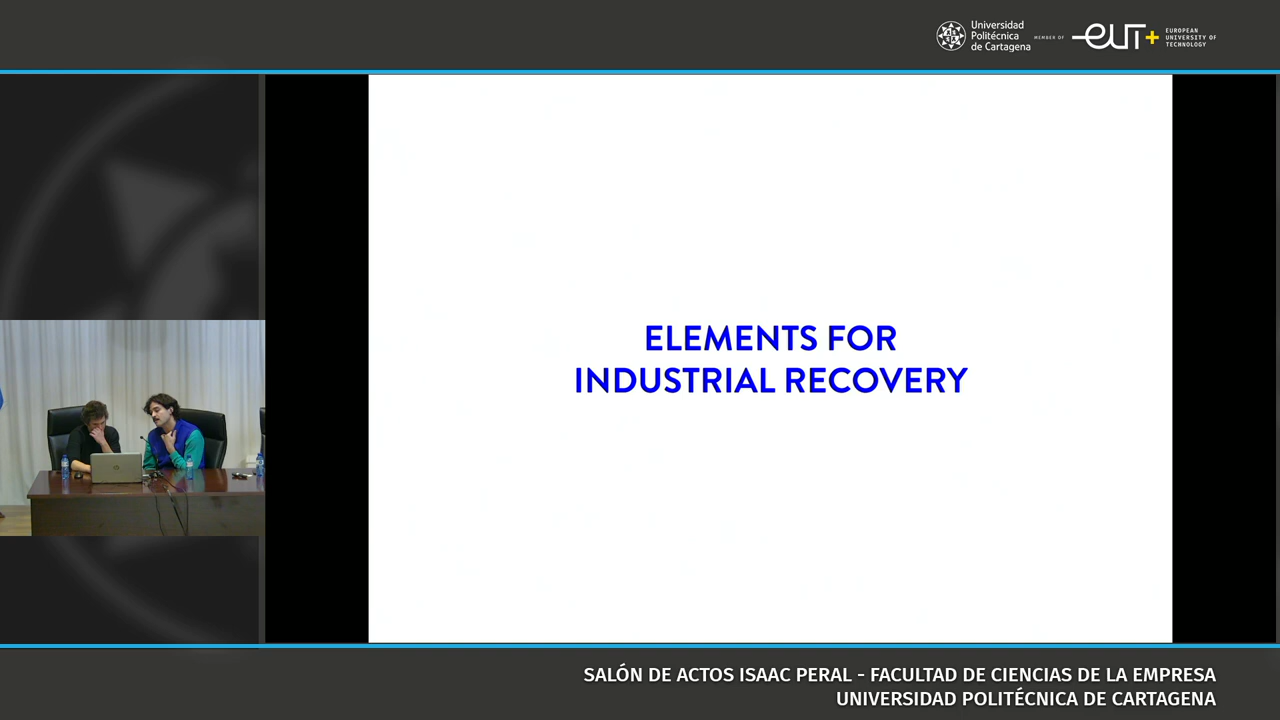 Universidad
Politécnica
de Cartagena
MEMBER OF
EUT+
EUROPEAN
UNIVERSITY OF
TECHNOLOGY
ELEMENTS FOR
INDUSTRIAL RECOVERY
SALÓN DE ACTOS ISAAC PERAL - FACULTAD DE CIENCIAS DE LA EMPRESA
UNIVERSIDAD POLITÉCNICA DE CARTAGENA